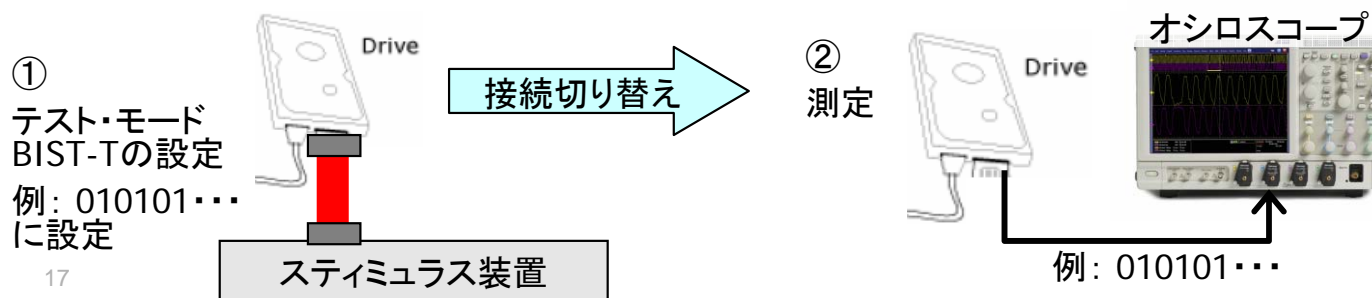 ①
テスト・モード
BIST-Tの設定
例: 010101・・・
に設定
Drive
スティミュラス装置
接続切り替え
②
測定
Drive
オシロスコープ
例: 010101・・・
17